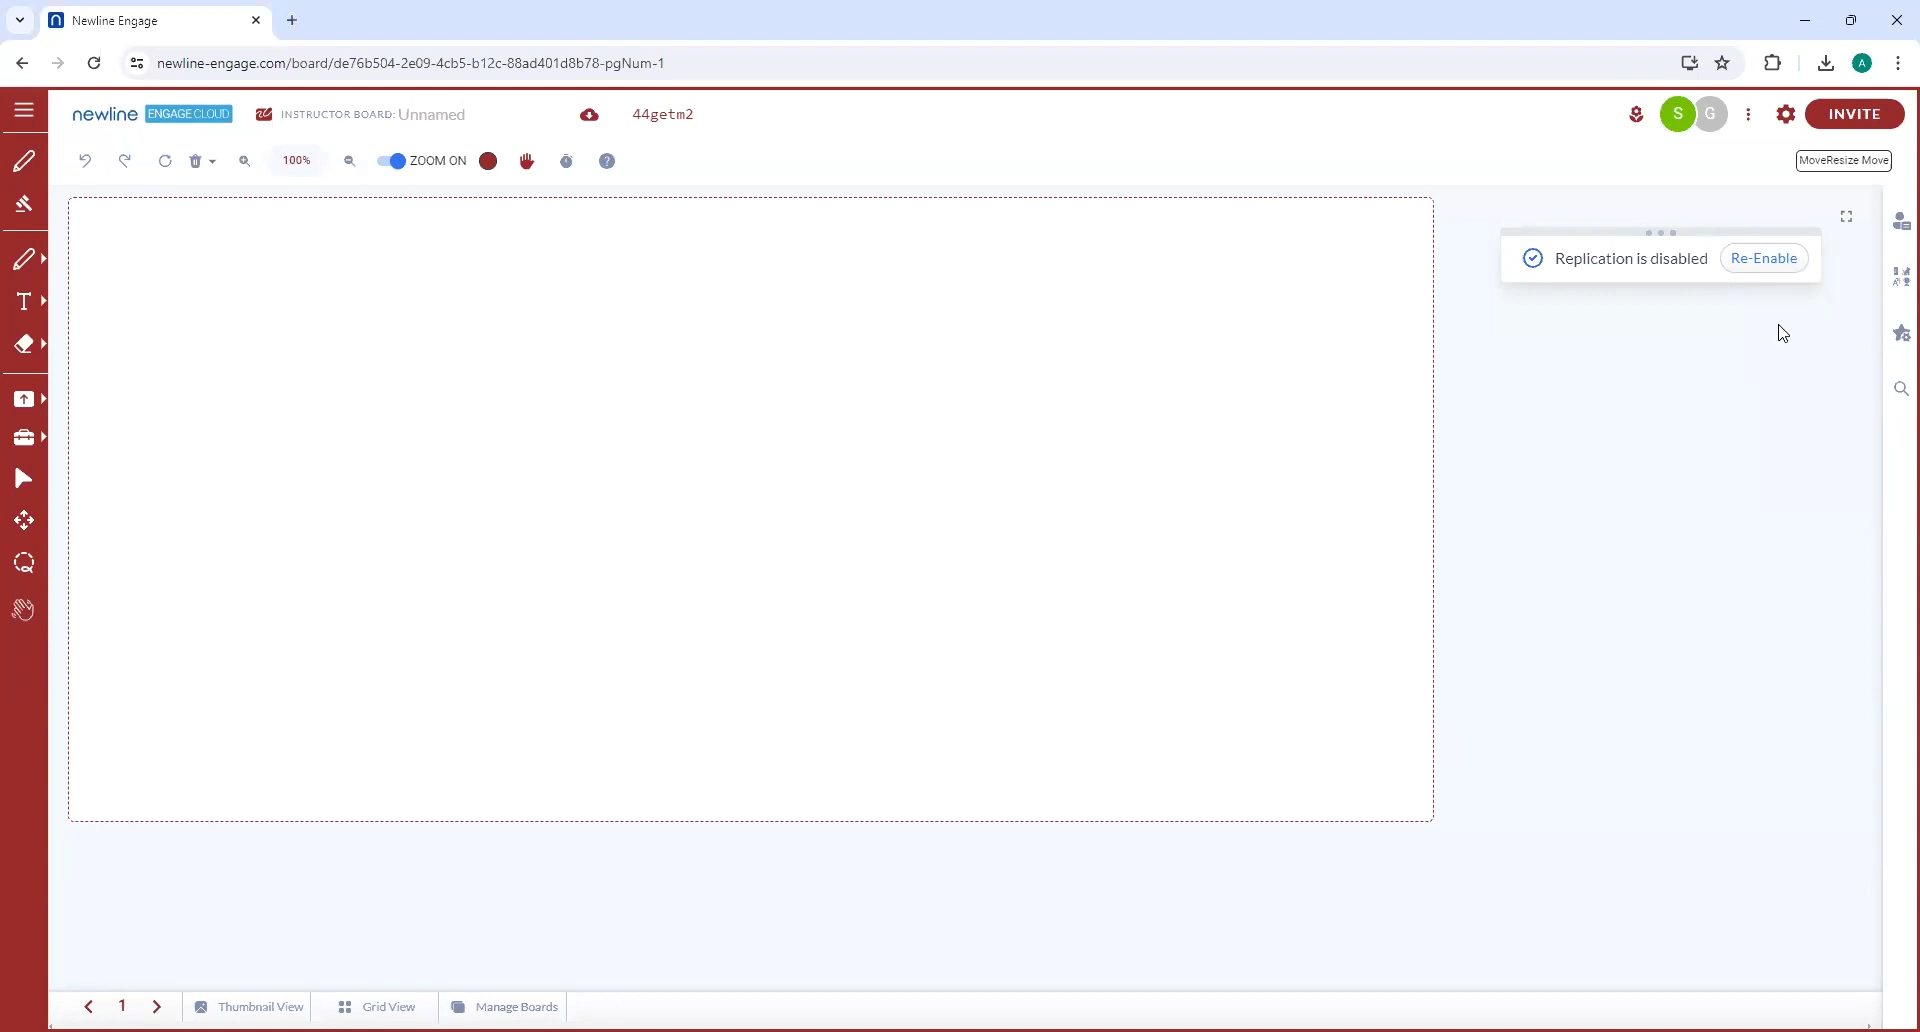 Newline Engage
newline-engage.com/board/de76b504-2e09-4cb5-b12c-88ad401d8b78-pgNum-1
A
newline ENGAGE CLOUD INSTRUCTOR BOARD: Unnamed 44getm2 S G INVITE
100% ZOOM ON ? MoveResize Move
Replication is disabled Re-Enable
T
1 Thumbnail View Grid View Manage Boards